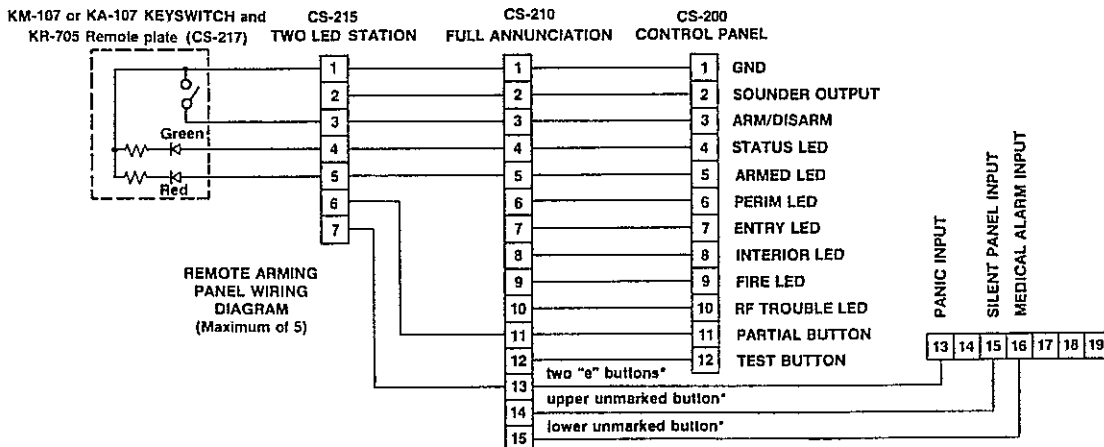 KM-107 or KA-107 KEYSWITCH and
KR-705 Remote plate (CS-217)
CS-215
TWO LED STATION
CS-210
FULL ANNUNCIATION
CS-200
CONTROL PANEL
Green
Red
1
2
3
4
5
6
7
1
2
3
4
5
6
7
8
9
10
11
12
13
14
15
1 GND
2 SOUNDER OUTPUT
3 ARM/DISARM
4 STATUS LED
5 ARMED LED
6 PERIM LED
7 ENTRY LED
8 INTERIOR LED
9 FIRE LED
10 RF TROUBLE LED
11 PARTIAL BUTTON
12 TEST BUTTON
REMOTE ARMING
PANEL WIRING
DIAGRAM
(Maximum of 5)
two "e" buttons*
upper unmarked button*
lower unmarked button*
PANIC INPUT
SILENT PANEL INPUT
MEDICAL ALARM INPUT
13 14 15 16 17 18 19